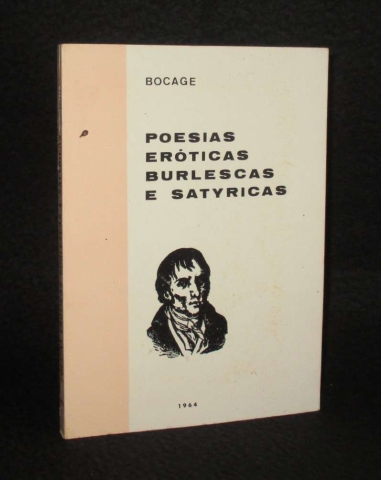 BOCAGE
POESIAS
ERÓTICAS
BURLESCAS
E SATYRICAS
1964